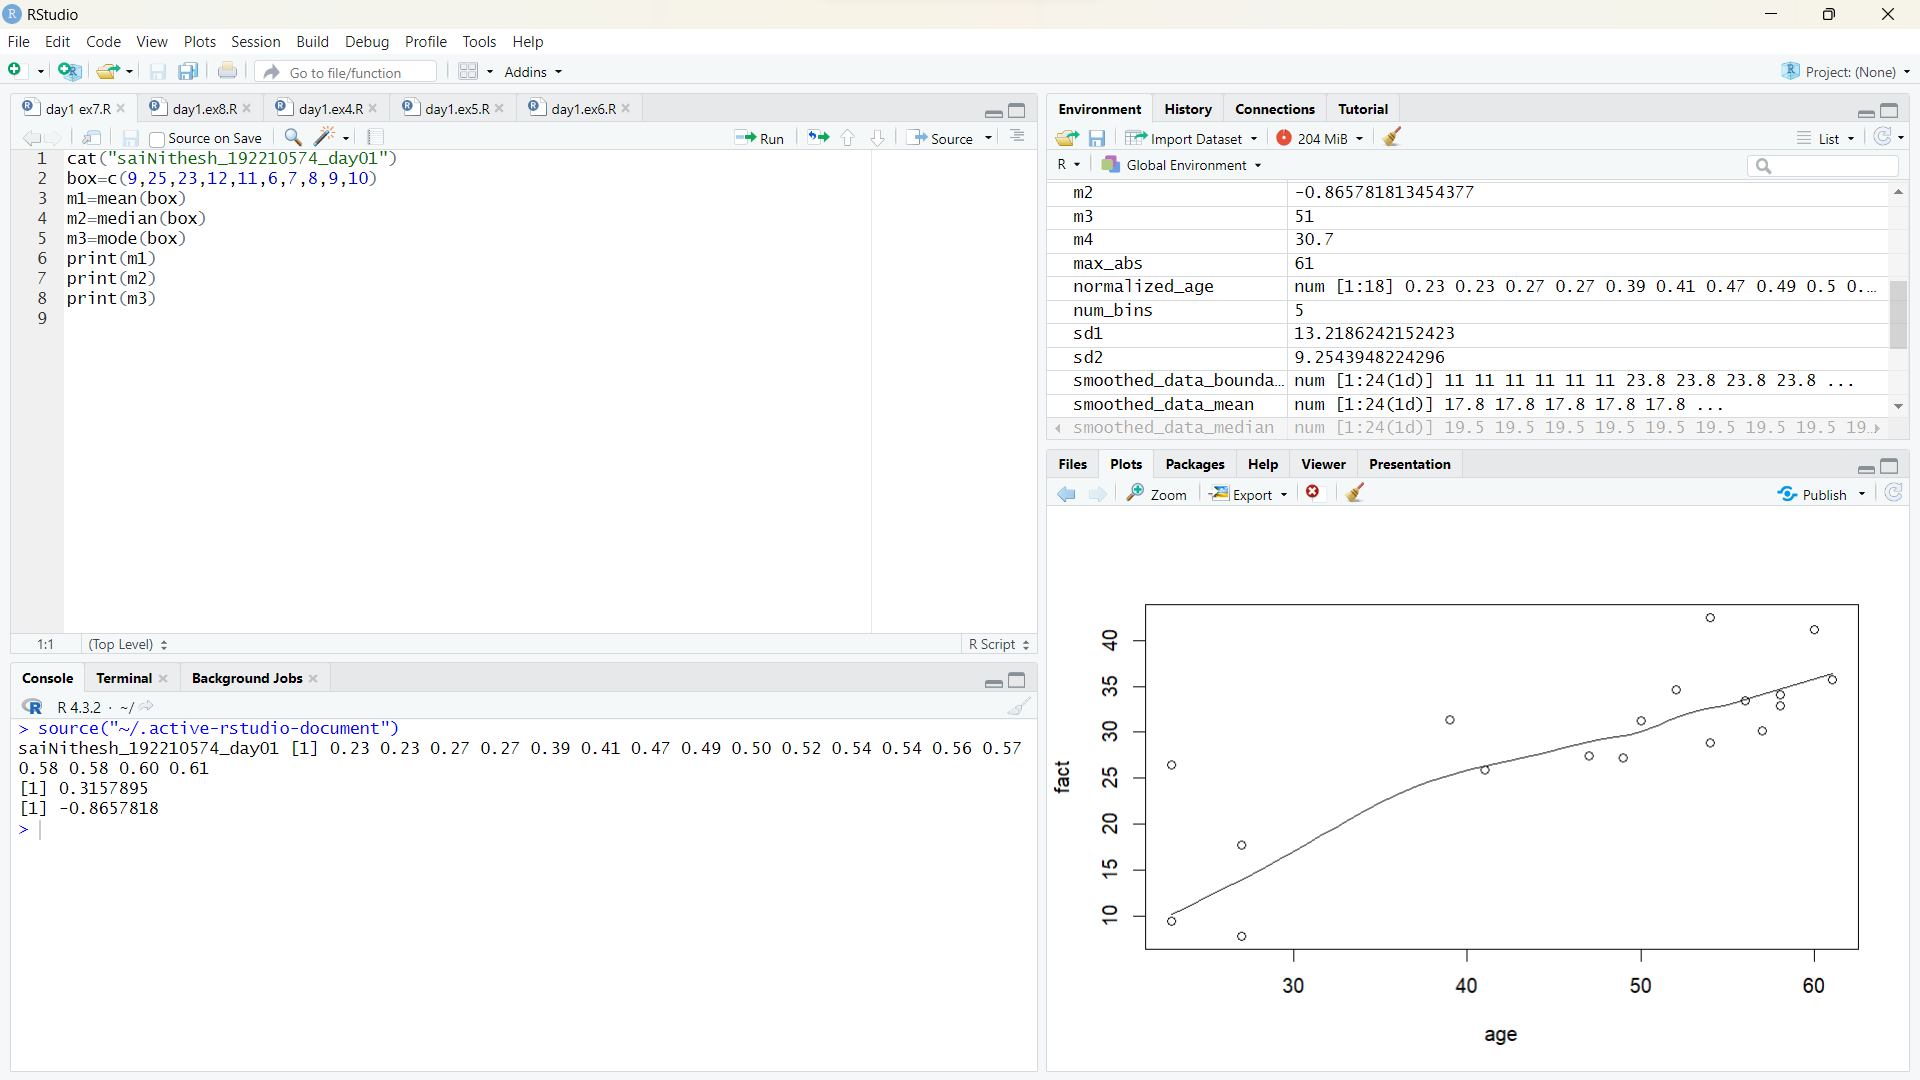 RStudio
File Edit Code View Plots Session Build Debug Profile Tools Help
Go to file/function Addins Project: (None)
day1 ex7.R day1.ex8.R day1.ex4.R day1.ex5.R day1.ex6.R
Source on Save Run Source
1 cat("saiNithesh_192210574_day01")
2 box=c(9,25,23,12,11,6,7,8,9,10)
3 m1=mean(box)
4 m2=median(box)
5 m3=mode(box)
6 print(m1)
7 print(m2)
8 print(m3)
9
1:1 (Top Level) R Script
Console Terminal Background Jobs
R 4.3.2 · ~/
> source("~/.active-rstudio-document")
saiNithesh_192210574_day01 [1] 0.23 0.23 0.27 0.27 0.39 0.41 0.47 0.49 0.50 0.52 0.54 0.54 0.56 0.57
0.58 0.58 0.60 0.61
[1] 0.3157895
[1] -0.8657818
>
Environment History Connections Tutorial
Import Dataset 204 MiB List
R Global Environment
m2 -0.865781813454377
m3 51
m4 30.7
max_abs 61
normalized_age num [1:18] 0.23 0.23 0.27 0.27 0.39 0.41 0.47 0.49 0.5 0.…
num_bins 5
sd1 13.2186242152423
sd2 9.2543948224296
smoothed_data_bounda… num [1:24(1d)] 11 11 11 11 11 11 23.8 23.8 23.8 23.8 ...
smoothed_data_mean num [1:24(1d)] 17.8 17.8 17.8 17.8 17.8 ...
smoothed_data_median num [1:24(1d)] 19.5 19.5 19.5 19.5 19.5 19.5 19.5 19.5 19…
Files Plots Packages Help Viewer Presentation
Zoom Export Publish
fact
40
35
30
25
20
15
10
30 40 50 60
age